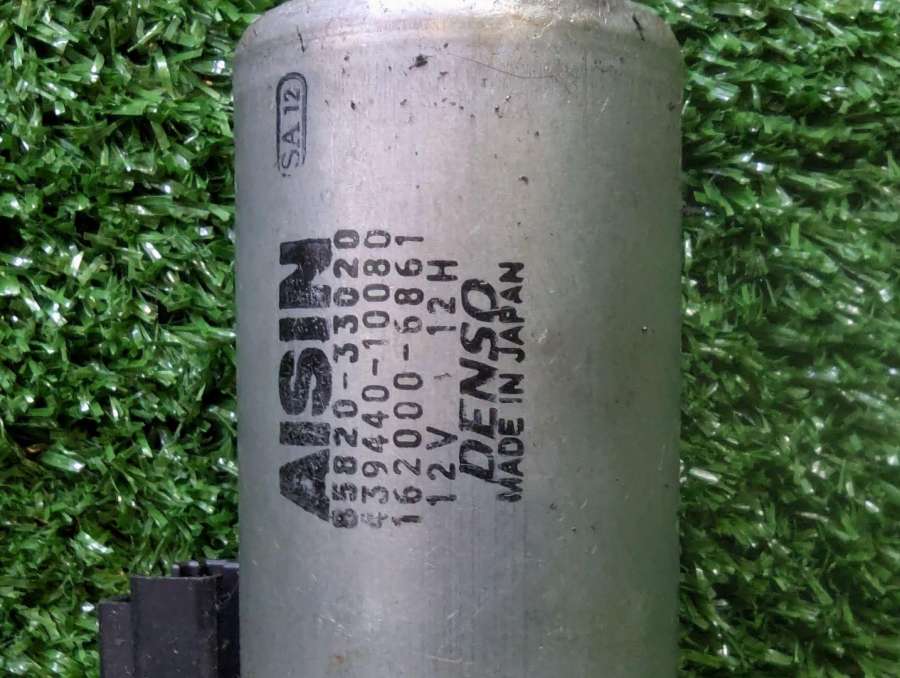 SA 12
AISIN
85820-33020
439440-10080
162000-6861
12V 12H
DENSO
MADE IN JAPAN